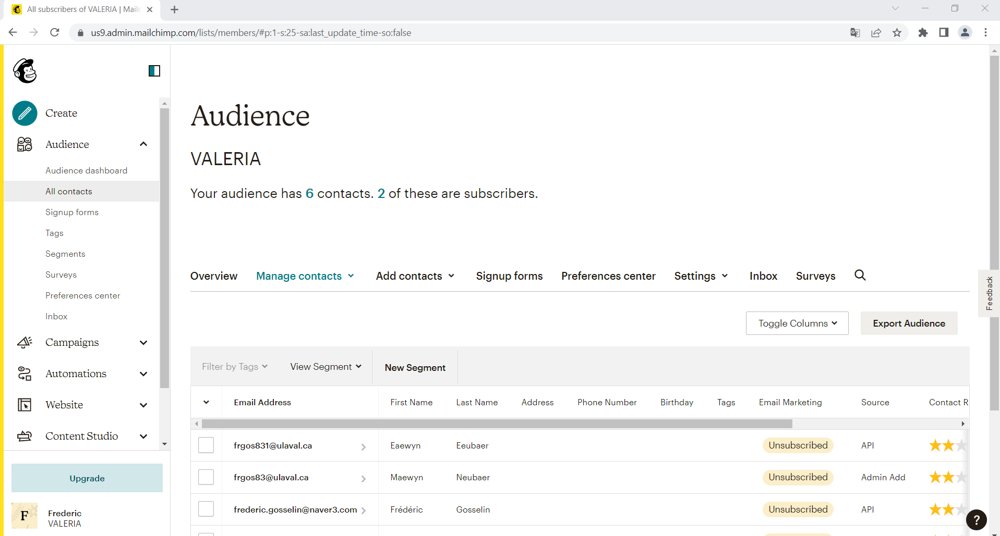 All subscribers of VALERIA | Mailc
us9.admin.mailchimp.com/lists/members/#p:1-s:25-sa:last_update_time-so:false
Create
Audience
Audience dashboard
All contacts
Signup forms
Tags
Segments
Surveys
Preferences center
Inbox
Campaigns
Automations
Website
Content Studio
Upgrade
F
Frederic
VALERIA
Audience
VALERIA
Your audience has 6 contacts. 2 of these are subscribers.
Overview Manage contacts Add contacts Signup forms Preferences center Settings Inbox Surveys
Feedback
Toggle Columns Export Audience
Filter by Tags View Segment New Segment
Email Address First Name Last Name Address Phone Number Birthday Tags Email Marketing Source Contact R
frgos831@ulaval.ca Eaewyn Eeubaer Unsubscribed API
frgos83@ulaval.ca Maewyn Neubaer Unsubscribed Admin Add
frederic.gosselin@naver3.com Frédéric Gosselin Unsubscribed API
?